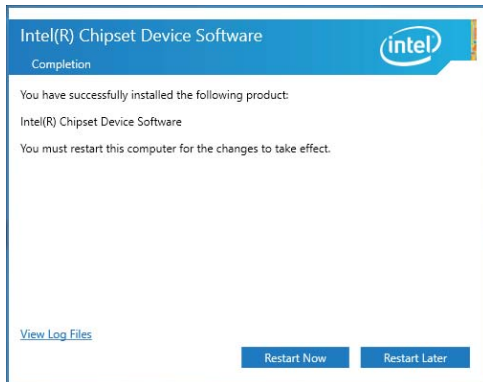 Intel(R) Chipset Device Software
intel
Completion
You have successfully installed the following product:
Intel(R) Chipset Device Software
You must restart this computer for the changes to take effect.
View Log Files
Restart Now
Restart Later